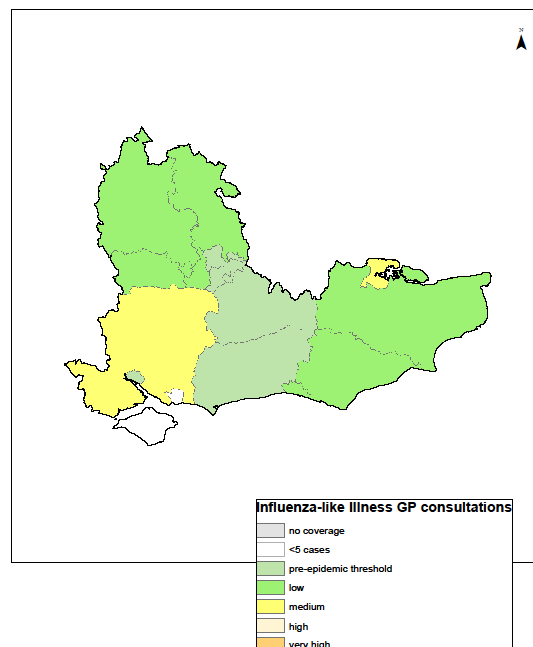 N
Influenza-like Illness GP consultations
no coverage
<5 cases
pre-epidemic threshold
low
medium
high
very high